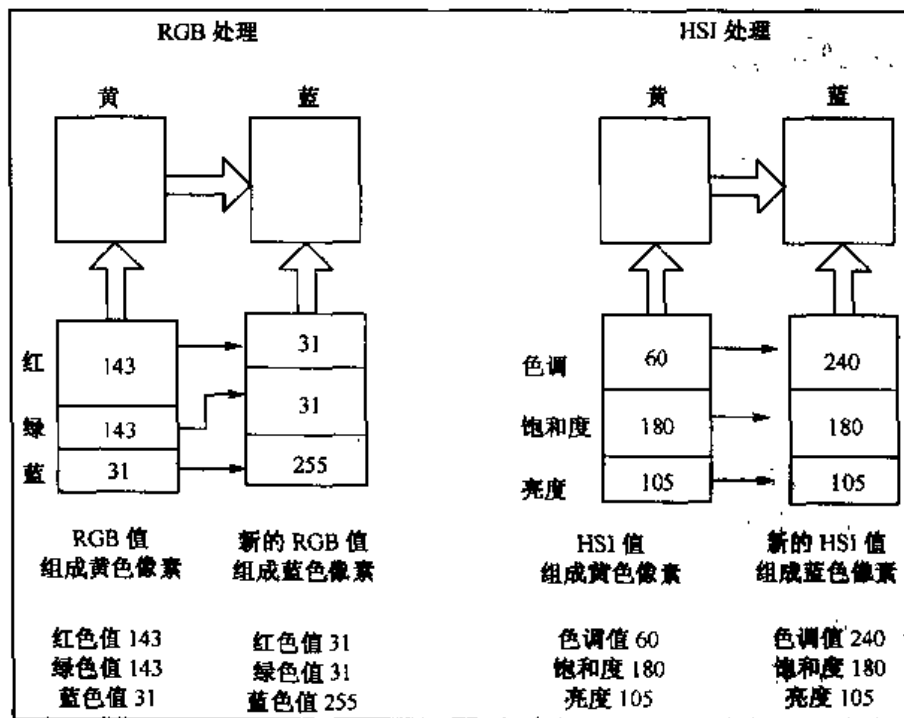 RGB 处理
HSI 处理
黄
蓝
黄
蓝
红
143
31
绿
143
31
蓝
31
255
色调
60
240
饱和度
180
180
亮度
105
105
RGB 值
组成黄色像素
新的 RGB 值
组成蓝色像素
HSI 值
组成黄色像素
新的 HSI 值
组成蓝色像素
红色值 143
绿色值 143
蓝色值 31
红色值 31
绿色值 31
蓝色值 255
色调值 60
饱和度 180
亮度 105
色调值 240
饱和度 180
亮度 105